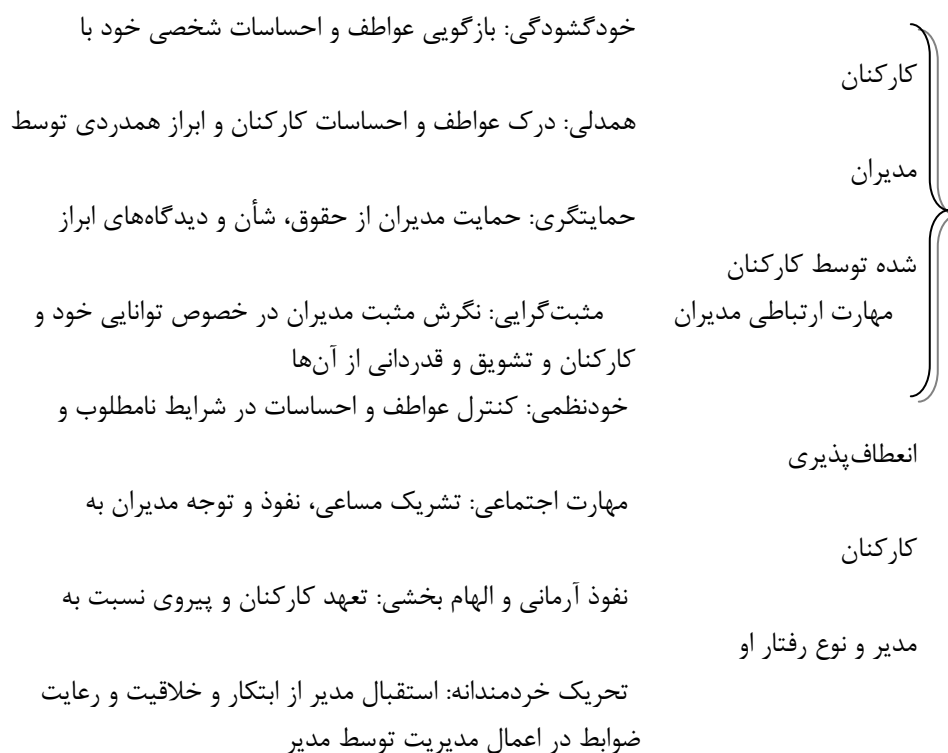 خودگشودگی: بازگویی عواطف و احساسات شخصی خود با
کارکنان
همدلی: درک عواطف و احساسات کارکنان و ابراز همدردی توسط
مدیران
حمایتگری: حمایت مدیران از حقوق، شأن و دیدگاه‌های ابراز
شده توسط کارکنان
مهارت ارتباطی مدیران مثبت‌گرایی: نگرش مثبت مدیران در خصوص توانایی خود و
کارکنان و تشویق و قدردانی از آن‌ها
خودنظمی: کنترل عواطف و احساسات در شرایط نامطلوب و
انعطاف‌پذیری
مهارت اجتماعی: تشریک مساعی، نفوذ و توجه مدیران به
کارکنان
نفوذ آرمانی و الهام بخشی: تعهد کارکنان و پیروی نسبت به
مدیر و نوع رفتار او
تحریک خردمندانه: استقبال مدیر از ابتکار و خلاقیت و رعایت
ضوابط در اعمال مدیریت توسط مدیر